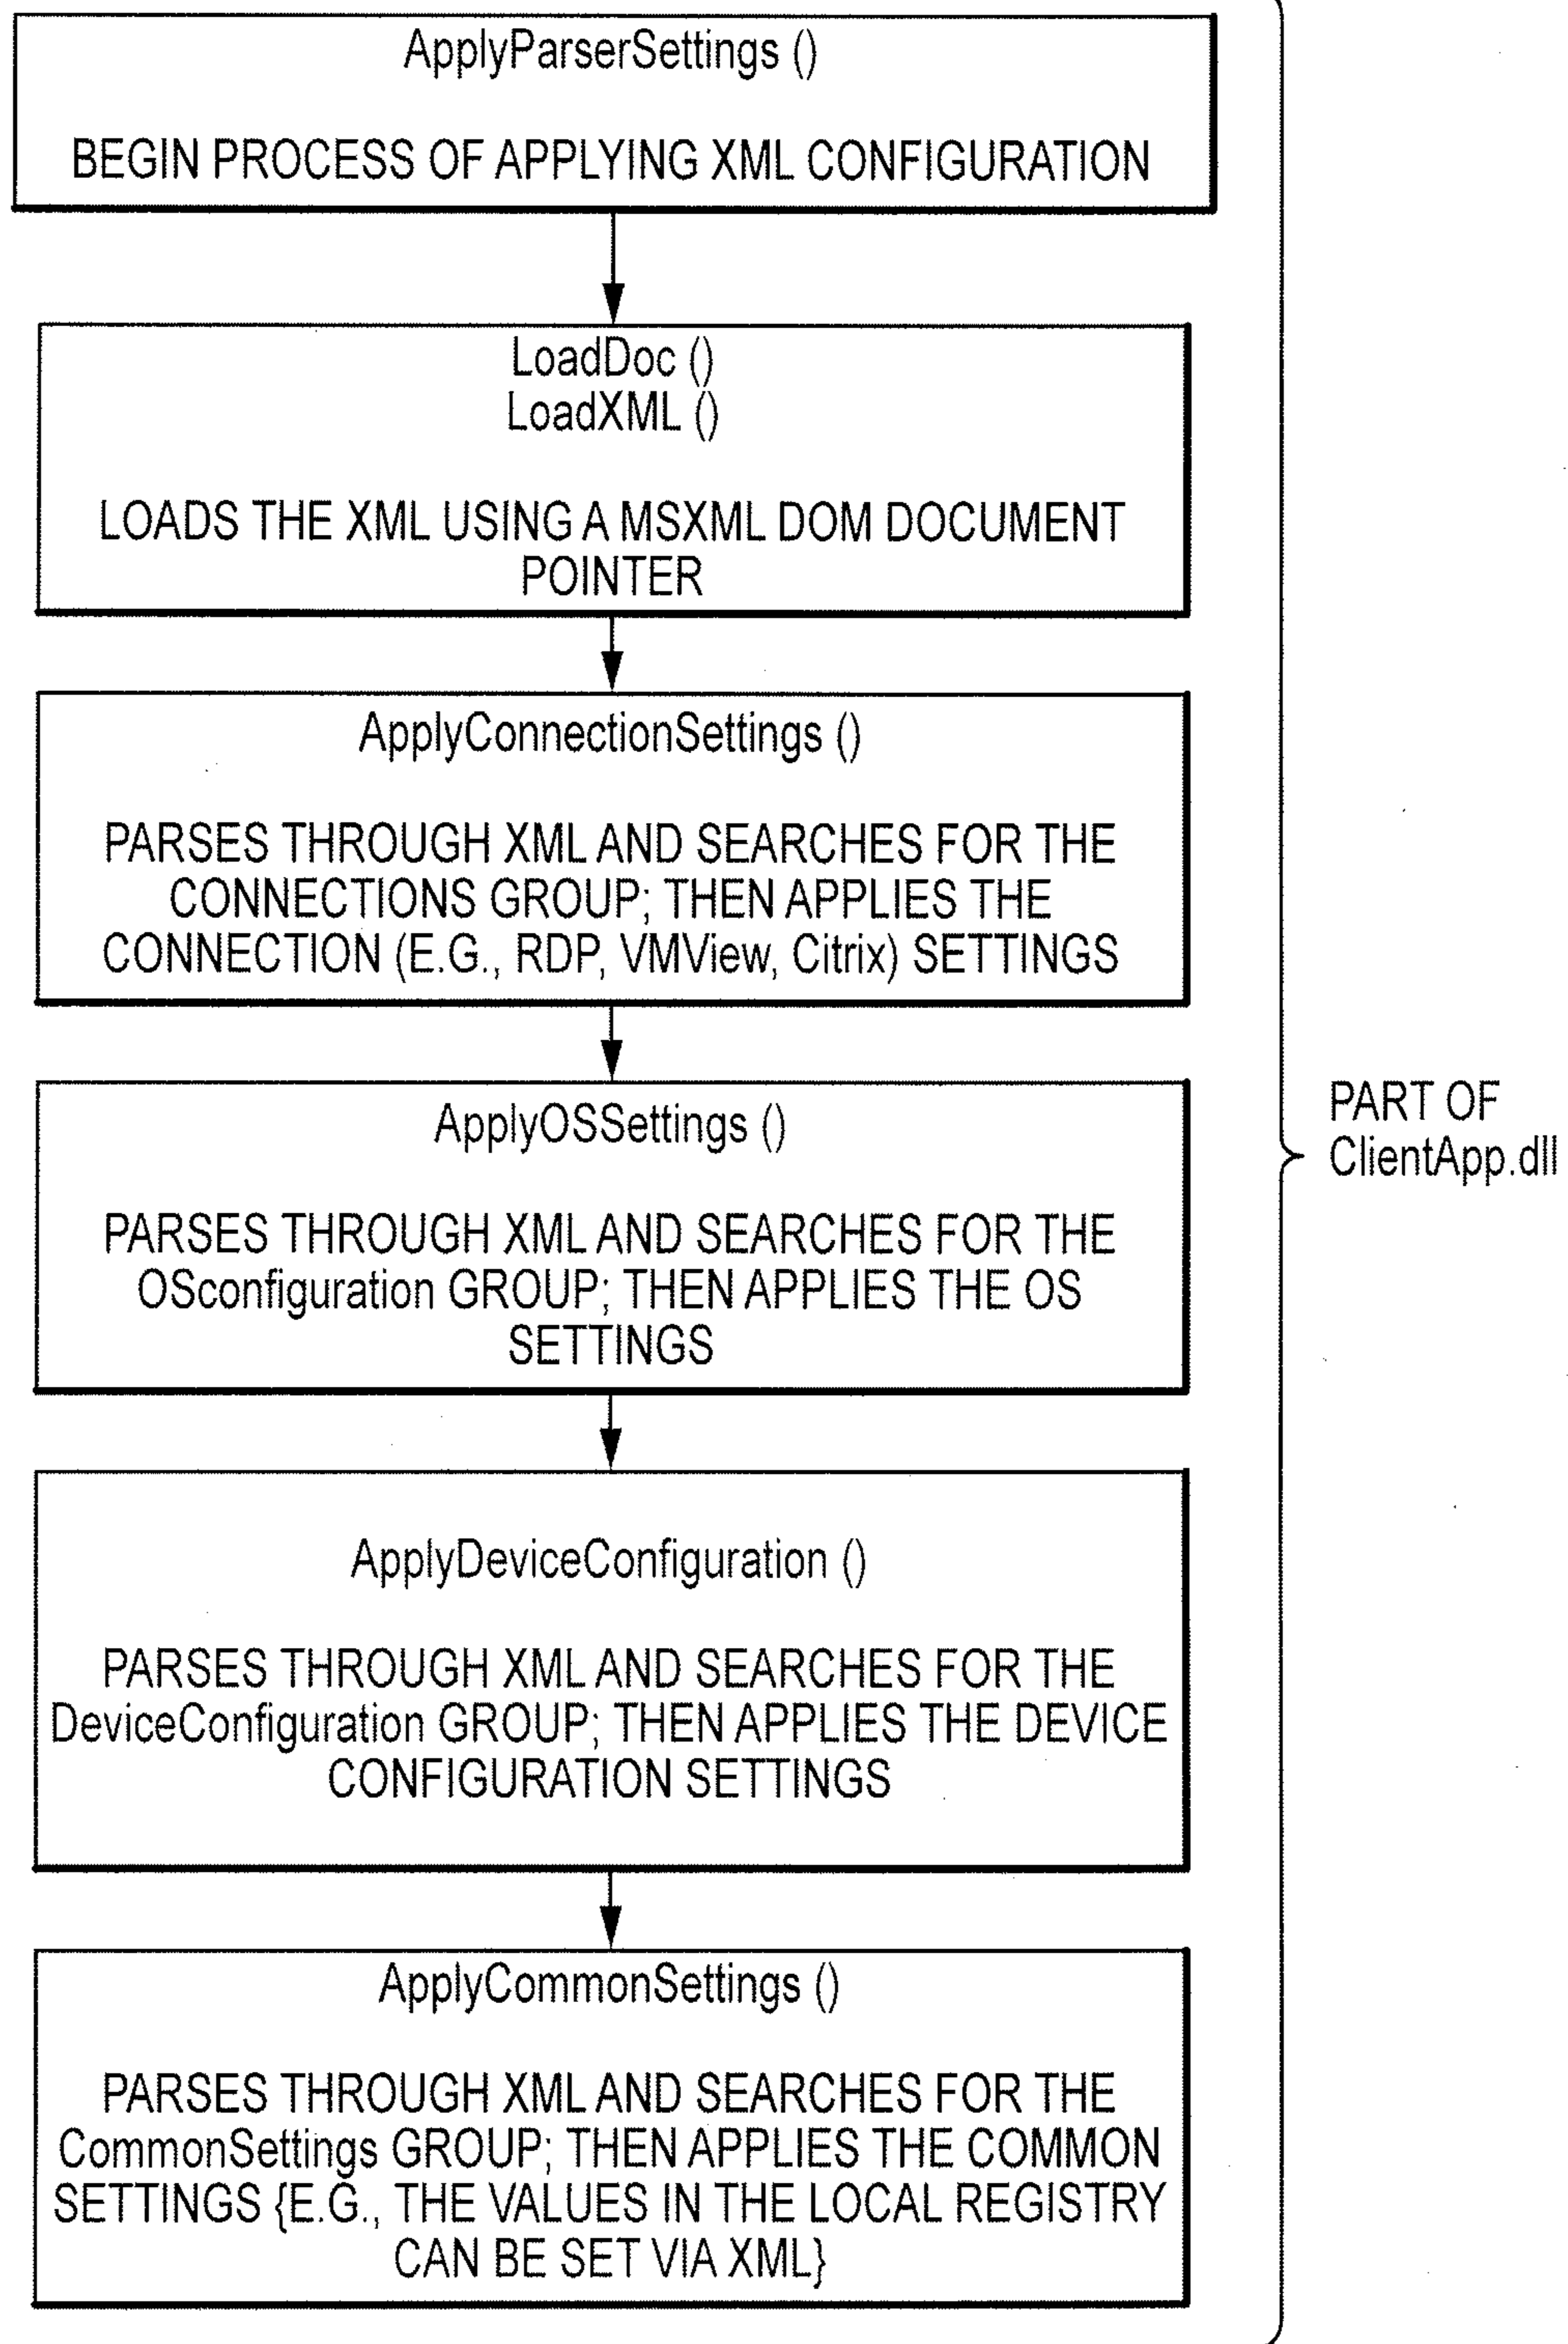 ApplyParserSettings ()
BEGIN PROCESS OF APPLYING XML CONFIGURATION
LoadDoc ()
LoadXML ()
LOADS THE XML USING A MSXML DOM DOCUMENT
POINTER
ApplyConnectionSettings ()
PARSES THROUGH XML AND SEARCHES FOR THE
CONNECTIONS GROUP; THEN APPLIES THE
CONNECTION (E.G., RDP, VMView, Citrix) SETTINGS
ApplyOSSettings ()
PARSES THROUGH XML AND SEARCHES FOR THE
OSconfiguration GROUP; THEN APPLIES THE OS
SETTINGS
ApplyDeviceConfiguration ()
PARSES THROUGH XML AND SEARCHES FOR THE
DeviceConfiguration GROUP; THEN APPLIES THE DEVICE
CONFIGURATION SETTINGS
ApplyCommonSettings ()
PARSES THROUGH XML AND SEARCHES FOR THE
CommonSettings GROUP; THEN APPLIES THE COMMON
SETTINGS {E.G., THE VALUES IN THE LOCAL REGISTRY
CAN BE SET VIA XML}
PART OF
ClientApp.dll